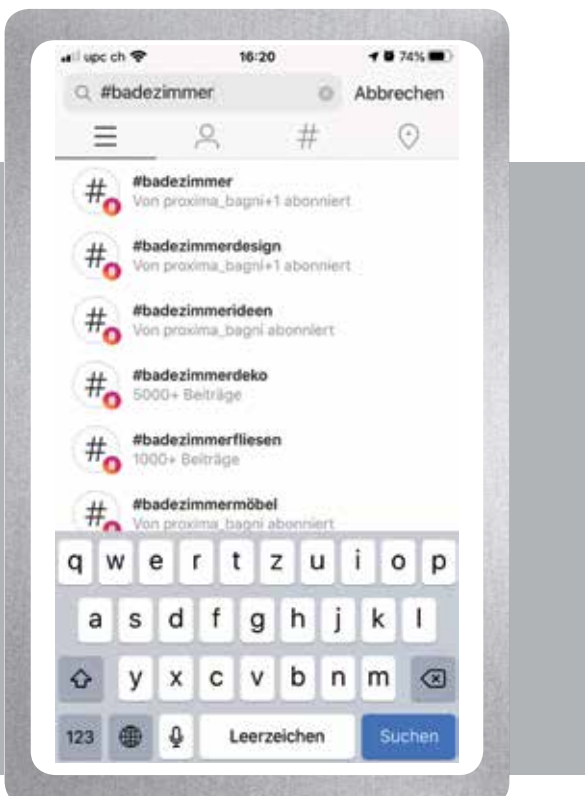 upc ch 16:20 74%
#badezimmer Abbrechen
#badezimmer
Von proxima_bagni+1 abonniert
#badezimmerdesign
Von proxima_bagni+1 abonniert
#badezimmerideen
Von proxima_bagni abonniert
#badezimmerdeko
5000+ Beiträge
#badezimmerfliesen
1000+ Beiträge
#badezimmermöbel
Von proxima_bagni abonniert
q w e r t z u i o p
a s d f g h j k l
y x c v b n m
123 Leerzeichen Suchen